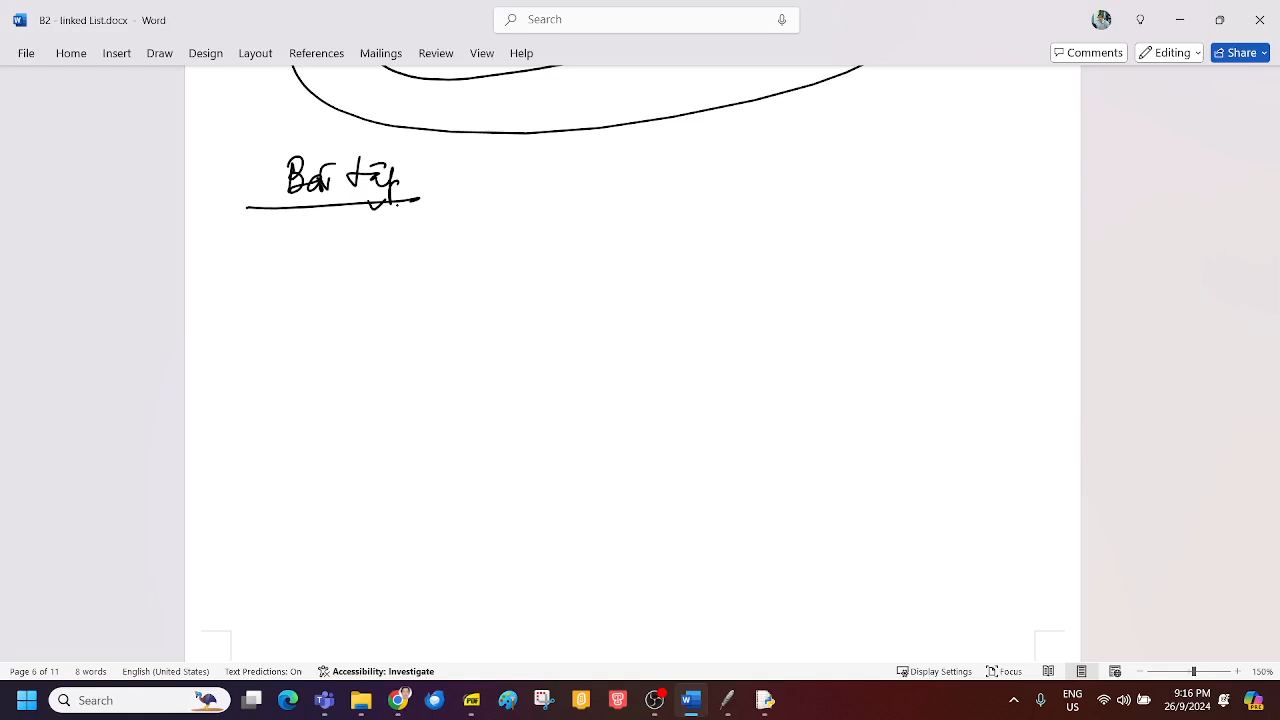 B2 - linked List.docx - Word
Search
File Home Insert Draw Design Layout References Mailings Review View Help
Comments Editing Share
Bài tập
Page 6 of 11 8 words English (United States) Text Predictions: On Accessibility: Investigate Display Settings Focus 150%
Search
ENG
US
9:16 PM
26/9/2024